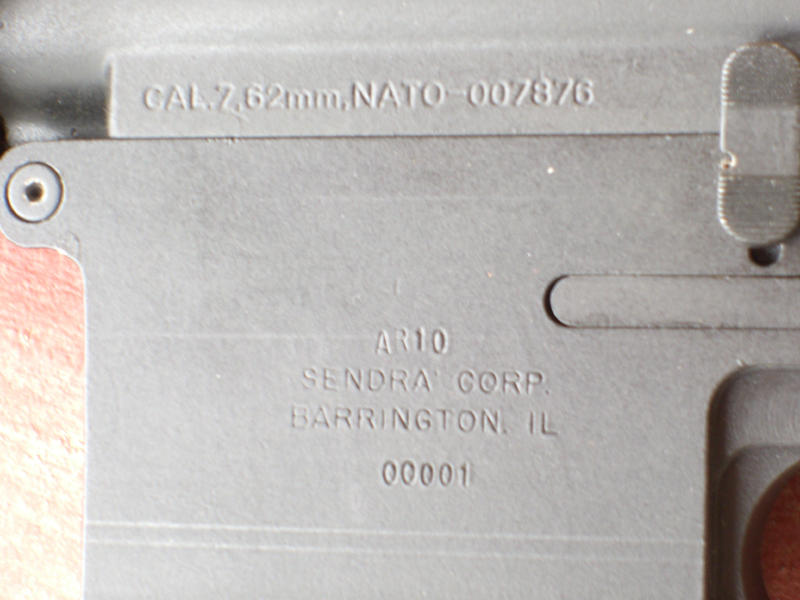 CAL.7,62mm,NATO-007876
AR10
SENDRA CORP.
BARRINGTON, IL
00001